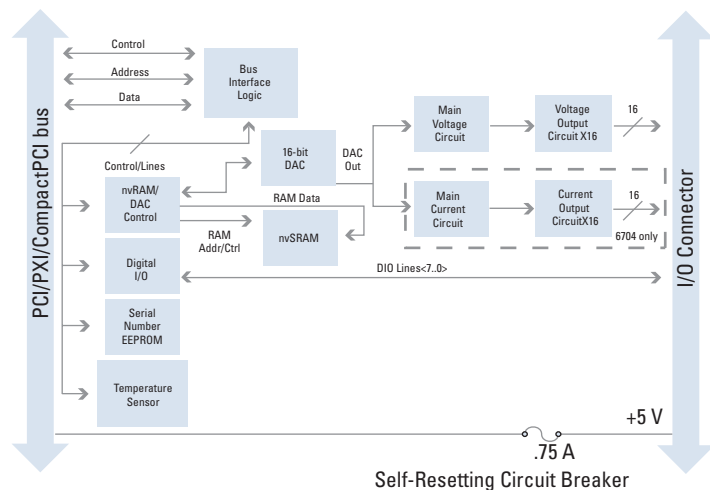 PCI/PXI/CompactPCI bus
Control
Address
Data
Bus
Interface
Logic
Control/Lines
nvRAM/
DAC
Control
16-bit
DAC
DAC
Out
RAM Data
RAM
Addr/Ctrl
nvSRAM
Main
Voltage
Circuit
Voltage
Output
Circuit X16
16
Main
Current
Circuit
Current
Output
CircuitX16
16
6704 only
Digital
I/O
DIO Lines<7..0>
Serial
Number
EEPROM
Temperature
Sensor
I/O Connector
+5 V
.75 A
Self-Resetting Circuit Breaker